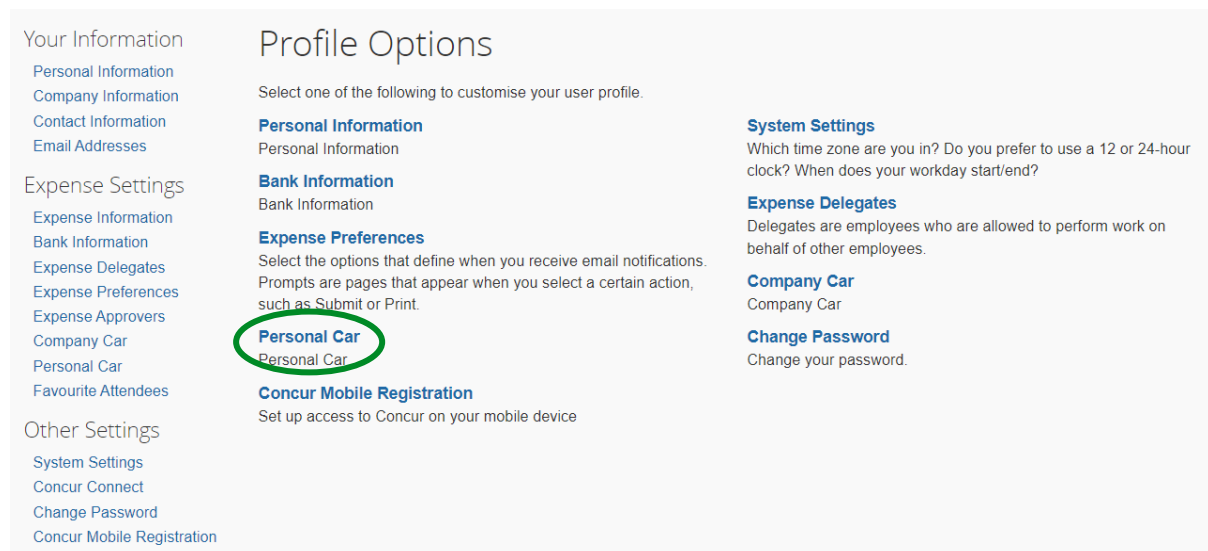 Your Information
Personal Information
Company Information
Contact Information
Email Addresses
Expense Settings
Expense Information
Bank Information
Expense Delegates
Expense Preferences
Expense Approvers
Company Car
Personal Car
Favourite Attendees
Other Settings
System Settings
Concur Connect
Change Password
Concur Mobile Registration
Profile Options
Select one of the following to customise your user profile.
Personal Information
Personal Information
Bank Information
Bank Information
Expense Preferences
Select the options that define when you receive email notifications.
Prompts are pages that appear when you select a certain action,
such as Submit or Print.
Personal Car
Personal Car
Concur Mobile Registration
Set up access to Concur on your mobile device
System Settings
Which time zone are you in? Do you prefer to use a 12 or 24-hour
clock? When does your workday start/end?
Expense Delegates
Delegates are employees who are allowed to perform work on
behalf of other employees.
Company Car
Company Car
Change Password
Change your password.